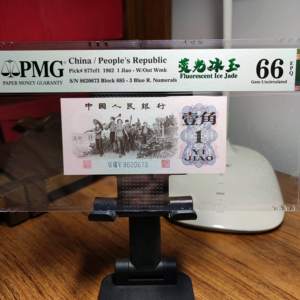 PMG
PAPER MONEY GUARANTY
China / People's Republic
Pick# 877cf1 1962 1 Jiao - W/Out Wmk
S/N 8620673 Block 685 - 3 Blue R. Numerals
荧光冰玉
Fluorescent Ice Jade
66 EPQ
Gem Uncirculated
中国人民银行
壹角
1
YI JIAO
8620673